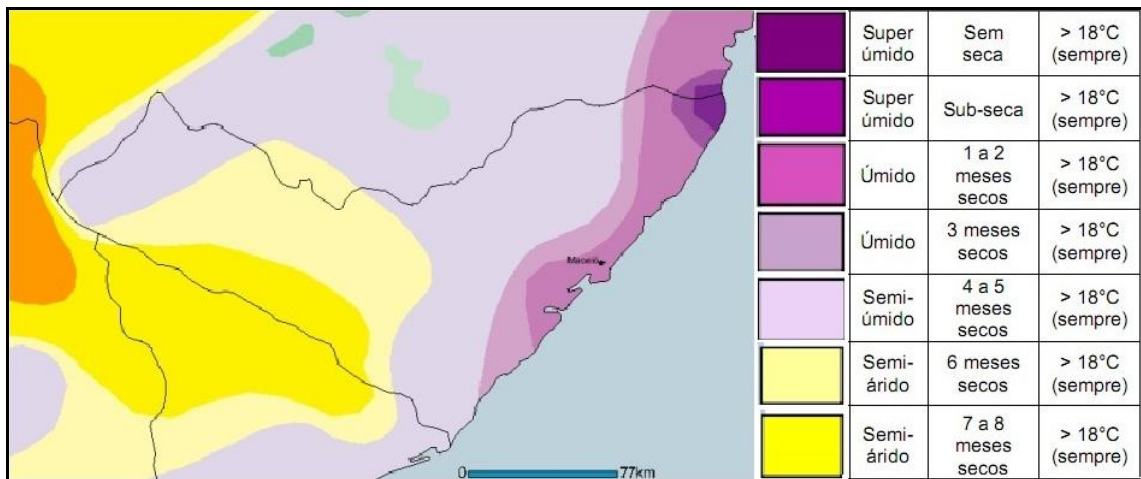 Super
úmido
Sem
seca
> 18°C
(sempre)
Super
úmido
Sub-seca
> 18°C
(sempre)
Úmido
1 a 2
meses
secos
> 18°C
(sempre)
Úmido
3 meses
secos
> 18°C
(sempre)
Maceió
Semi-
úmido
4 a 5
meses
secos
> 18°C
(sempre)
Semi-
árido
6 meses
secos
> 18°C
(sempre)
Semi-
árido
7 a 8
meses
secos
> 18°C
(sempre)
0 77km